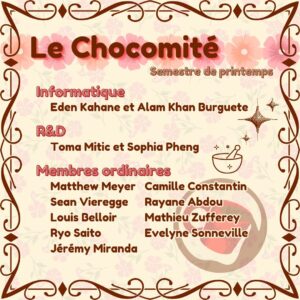 Le Chocomité
Semestre de printemps
Informatique
Eden Kahane et Alam Khan Burguete
R&D
Toma Mitic et Sophia Pheng
Membres ordinaires
Matthew Meyer Camille Constantin
Sean Vieregge Rayane Abdou
Louis Belloir Mathieu Zufferey
Ryo Saito Evelyne Sonneville
Jérémy Miranda